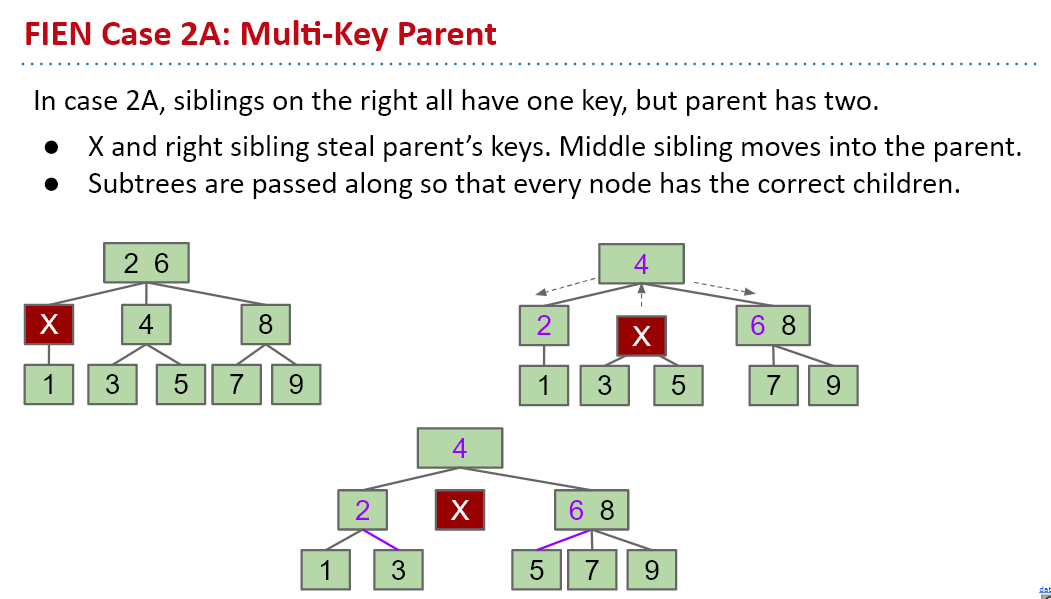 FIEN Case 2A: Multi-Key Parent
In case 2A, siblings on the right all have one key, but parent has two.
● X and right sibling steal parent’s keys. Middle sibling moves into the parent.
● Subtrees are passed along so that every node has the correct children.
2 6
X 4 8
1 3 5 7 9
4
2 X 6 8
1 3 5 7 9
4
2 X 6 8
1 3 5 7 9
dat